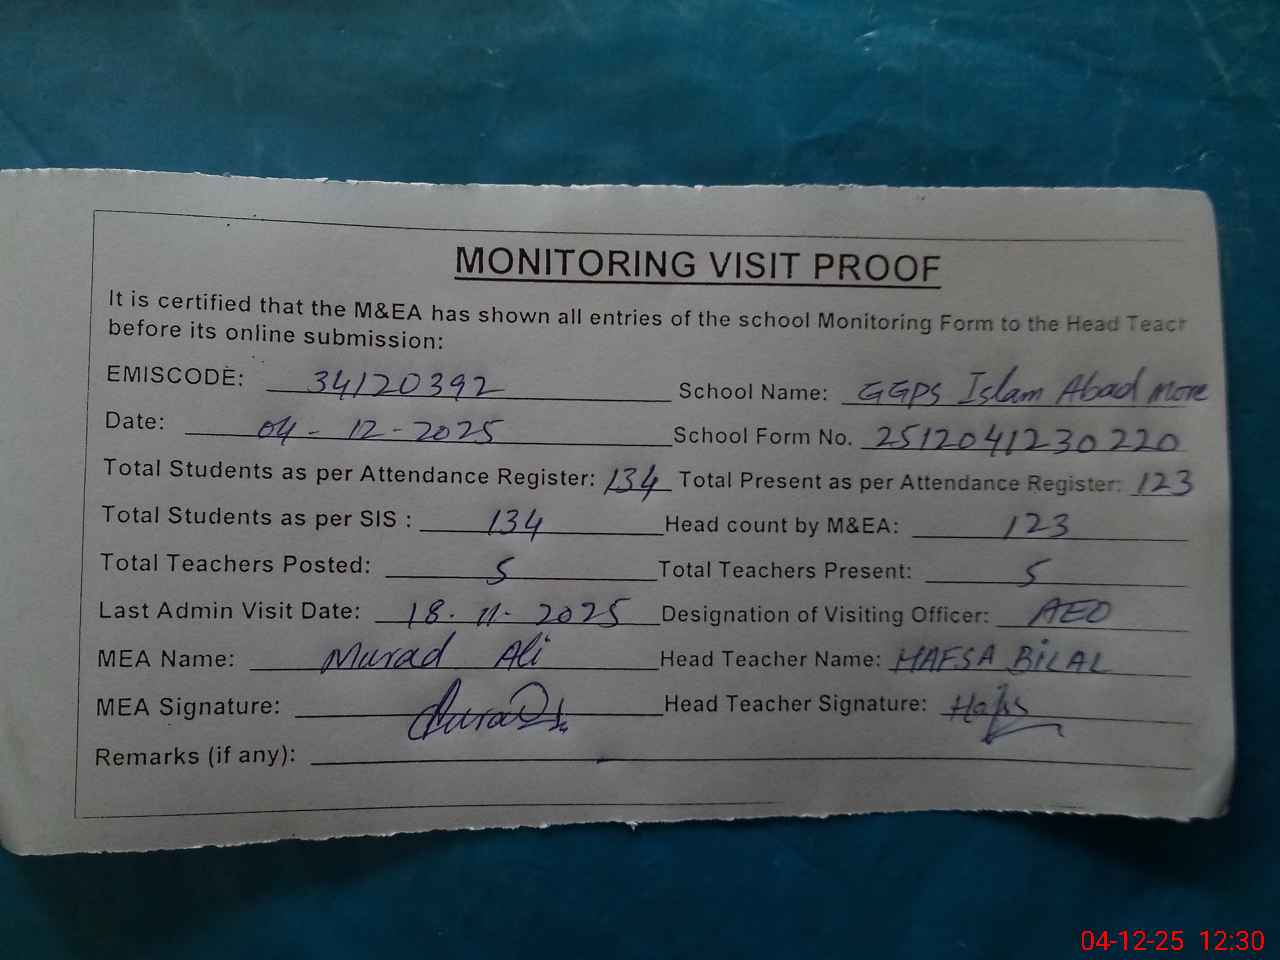 MONITORING VISIT PROOF
It is certified that the M&EA has shown all entries of the school Monitoring Form to the Head Teacr
before its online submission:
EMISCODE: 34120392 School Name: GGPS Islam Abad More
Date: 04-12-2025 School Form No. 2512041230220
Total Students as per Attendance Register: 134 Total Present as per Attendance Register: 123
Total Students as per SIS : 134 Head count by M&EA: 123
Total Teachers Posted: 5 Total Teachers Present: 5
Last Admin Visit Date: 18-11-2025 Designation of Visiting Officer: AEO
MEA Name: Murad Ali Head Teacher Name: HAFSA BILAL
MEA Signature: Head Teacher Signature:
Remarks (if any):
04-12-25 12:30